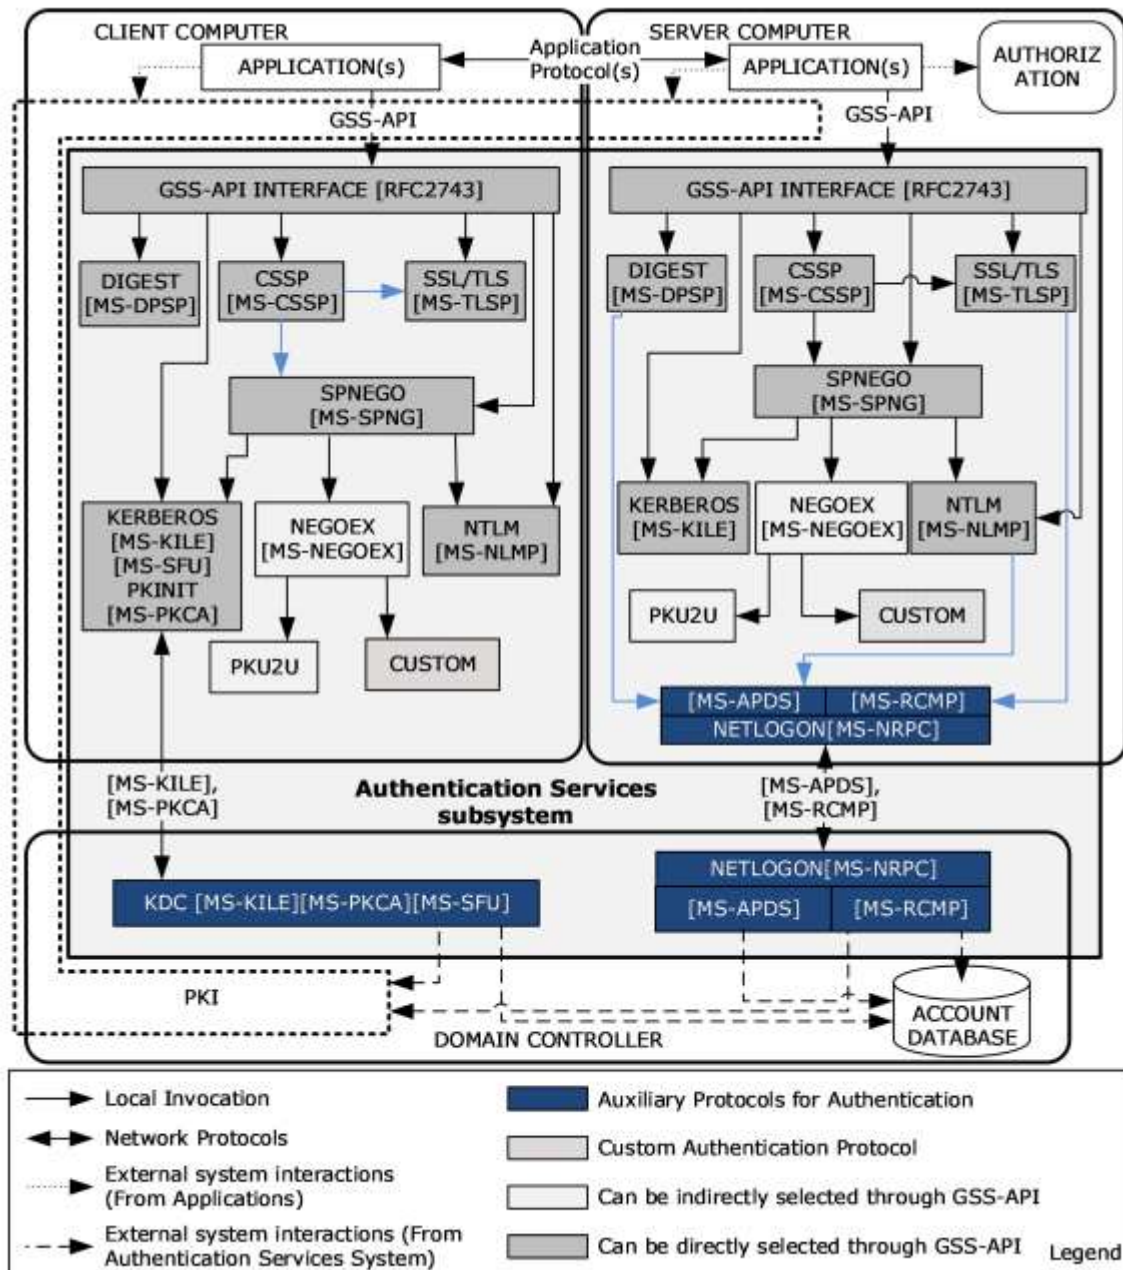 CLIENT COMPUTER
SERVER COMPUTER
APPLICATION(s)
Application
Protocol(s)
APPLICATION(s)
AUTHORIZ
ATION
GSS-API
GSS-API
GSS-API INTERFACE [RFC2743]
GSS-API INTERFACE [RFC2743]
DIGEST
[MS-DPSP]
CSSP
[MS-CSSP]
SSL/TLS
[MS-TLSP]
DIGEST
[MS-DPSP]
CSSP
[MS-CSSP]
SSL/TLS
[MS-TLSP]
SPNEGO
[MS-SPNG]
SPNEGO
[MS-SPNG]
KERBEROS
[MS-KILE]
[MS-SFU]
PKINIT
[MS-PKCA]
NEGOEX
[MS-NEGOEX]
NTLM
[MS-NLMP]
KERBEROS
[MS-KILE]
NEGOEX
[MS-NEGOEX]
NTLM
[MS-NLMP]
PKU2U
CUSTOM
PKU2U
CUSTOM
[MS-APDS]
[MS-RCMP]
NETLOGON[MS-NRPC]
[MS-KILE],
[MS-PKCA]
Authentication Services
subsystem
[MS-APDS],
[MS-RCMP]
KDC [MS-KILE][MS-PKCA][MS-SFU]
NETLOGON[MS-NRPC]
[MS-APDS]
[MS-RCMP]
PKI
DOMAIN CONTROLLER
ACCOUNT
DATABASE
Local Invocation
Network Protocols
External system interactions
(From Applications)
External system interactions (From
Authentication Services System)
Auxiliary Protocols for Authentication
Custom Authentication Protocol
Can be indirectly selected through GSS-API
Can be directly selected through GSS-API
Legend